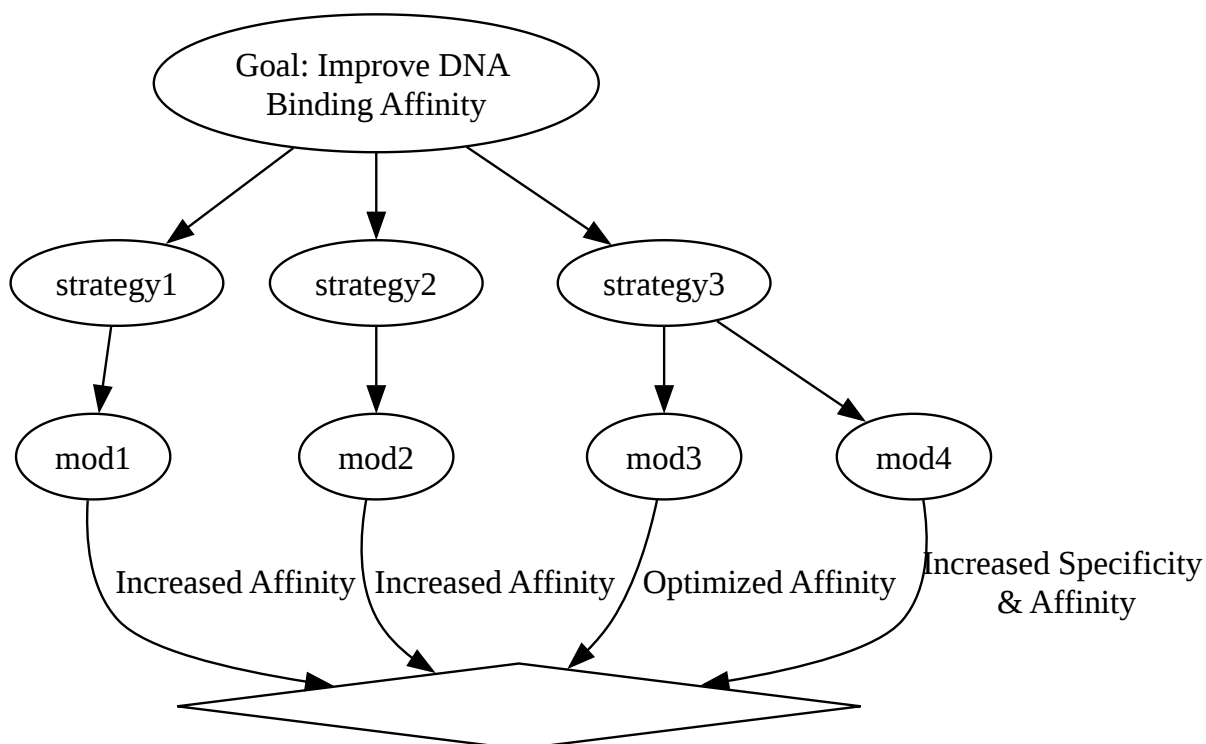 Goal: Improve DNA
Binding Affinity
strategy1
strategy2
strategy3
mod1
mod2
mod3
mod4
Increased Affinity
Increased Affinity
Optimized Affinity
Increased Specificity
& Affinity